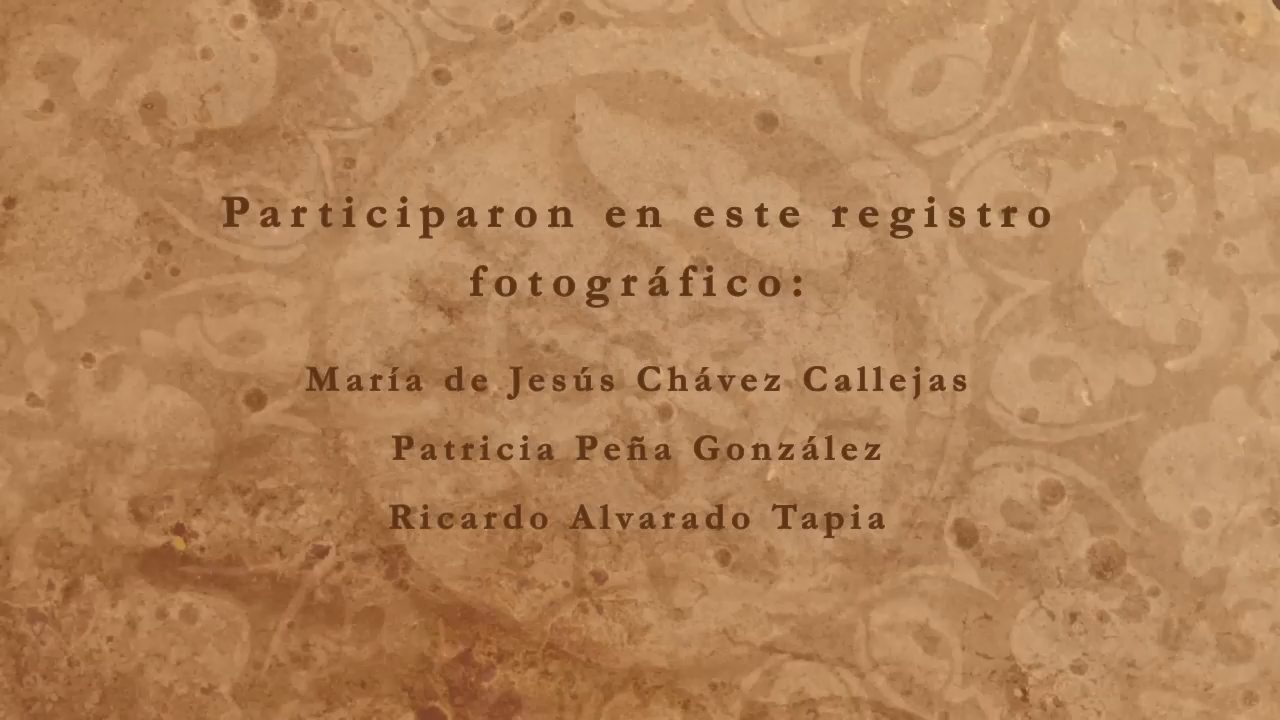 Participaron en este registro
fotográfico:
María de Jesús Chávez Callejas
Patricia Peña González
Ricardo Alvarado Tapia